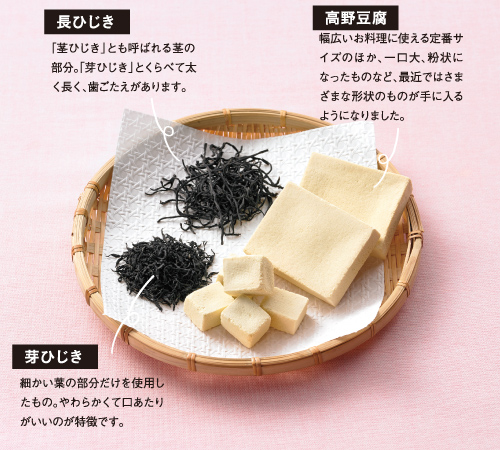 長ひじき
「茎ひじき」とも呼ばれる茎の
部分。「芽ひじき」とくらべて太
く長く、歯ごたえがあります。
高野豆腐
幅広いお料理に使える定番サ
イズのほか、一口大、粉状に
なったものなど、最近ではさま
ざまな形状のものが手に入る
ようになりました。
芽ひじき
細かい葉の部分だけを使用し
たもの。やわらかくて口あたり
がいいのが特徴です。